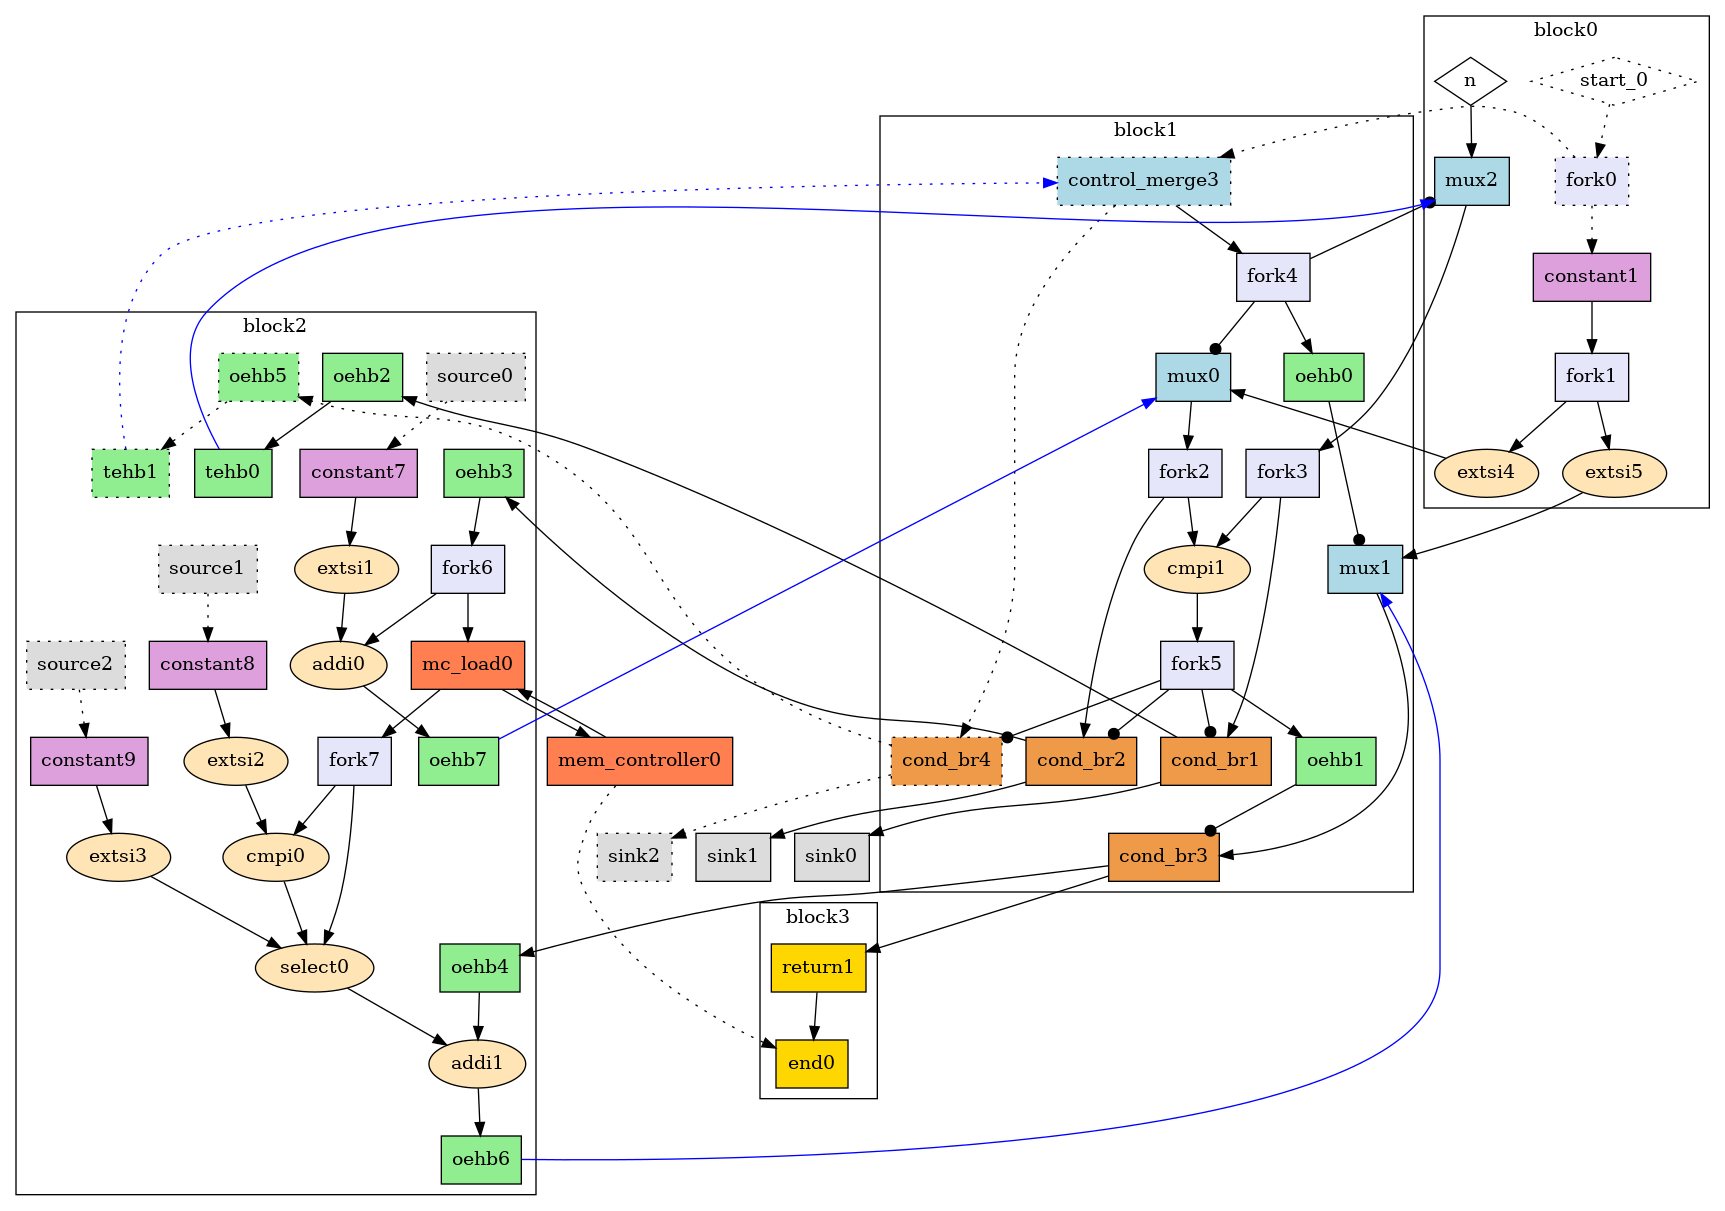 block0
n
start_0
block1
control_merge3
mux2
fork0
fork4
constant1
block2
oehb5
oehb2
source0
mux0
oehb0
fork1
tehb1
tehb0
constant7
oehb3
fork2
fork3
extsi4
extsi5
source1
extsi1
fork6
cmpi1
mux1
source2
constant8
addi0
mc_load0
fork5
constant9
extsi2
fork7
oehb7
mem_controller0
cond_br4
cond_br2
cond_br1
oehb1
extsi3
cmpi0
sink2
sink1
sink0
cond_br3
block3
select0
oehb4
return1
addi1
end0
oehb6